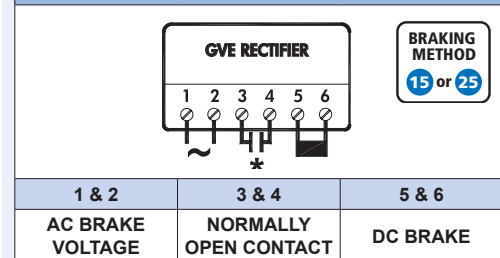 GVE RECTIFIER
BRAKING
METHOD
15 or 25
1 2 3 4 5 6
~
*
1 & 2 3 & 4 5 & 6
AC BRAKE VOLTAGE NORMALLY OPEN CONTACT DC BRAKE